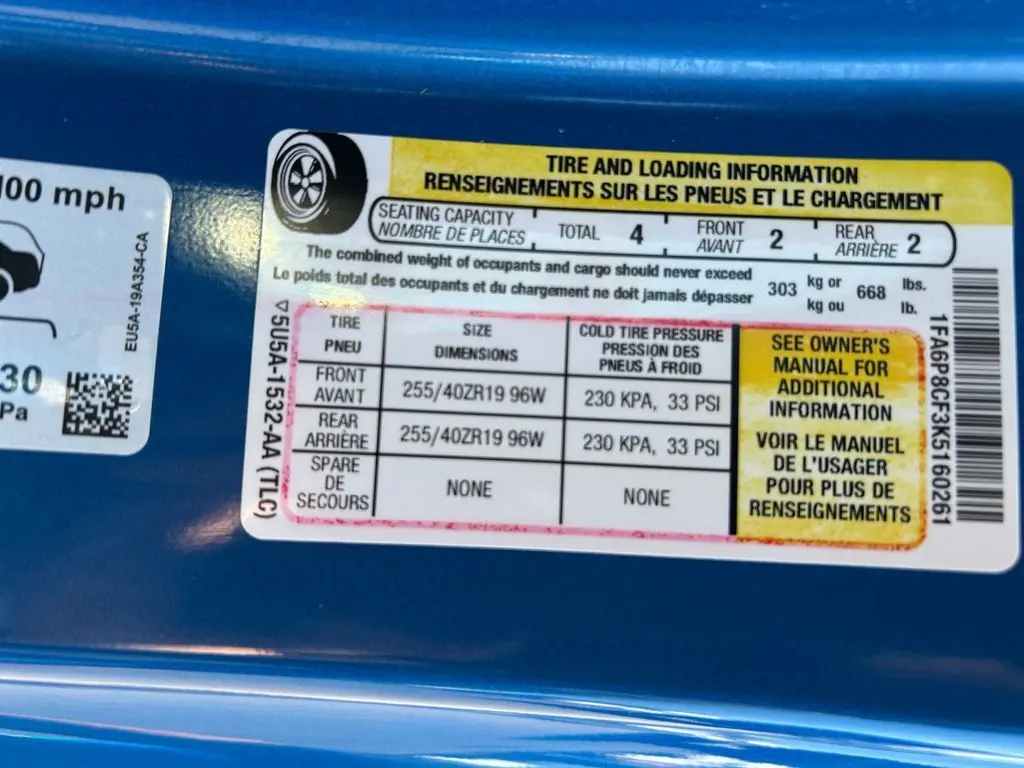 100 mph
EU5A-19A354-CA
30
Pa
TIRE AND LOADING INFORMATION
RENSEIGNEMENTS SUR LES PNEUS ET LE CHARGEMENT
SEATING CAPACITY
NOMBRE DE PLACES
TOTAL 4
FRONT
AVANT 2
REAR
ARRIÈRE 2
The combined weight of occupants and cargo should never exceed
Le poids total des occupants et du chargement ne doit jamais dépasser
303 kg or 668 lbs.
kg ou lb.
▽5U5A-1532-AA (TLC)
TIRE
PNEU
SIZE
DIMENSIONS
COLD TIRE PRESSURE
PRESSION DES
PNEUS À FROID
FRONT
AVANT
255/40ZR19 96W
230 KPA, 33 PSI
REAR
ARRIÈRE
255/40ZR19 96W
230 KPA, 33 PSI
SPARE
DE
SECOURS
NONE
NONE
SEE OWNER'S
MANUAL FOR
ADDITIONAL
INFORMATION
VOIR LE MANUEL
DE L'USAGER
POUR PLUS DE
RENSEIGNEMENTS
1FA6P8CF3K5160261